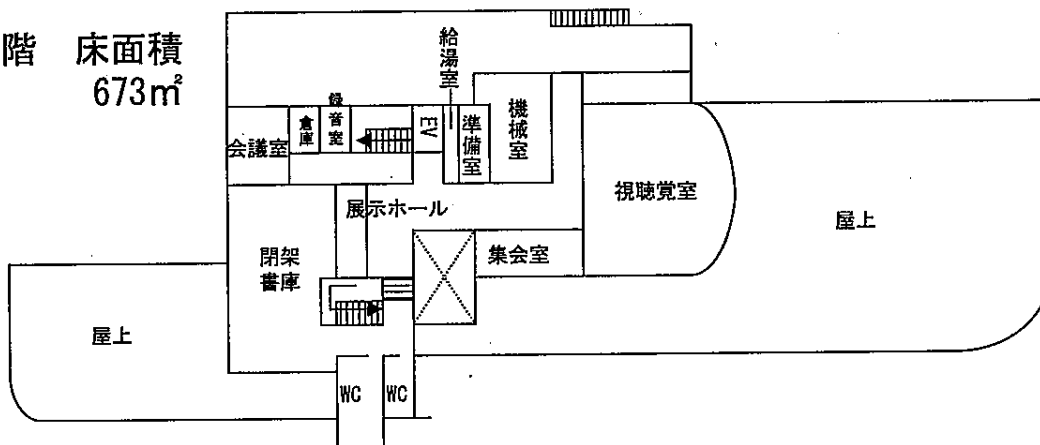 階 床面積
673㎡
給湯室
録音室
倉庫
会議室
EV
準備室
機械室
視聴覚室
展示ホール
屋上
閉架
書庫
集会室
屋上
WC
WC